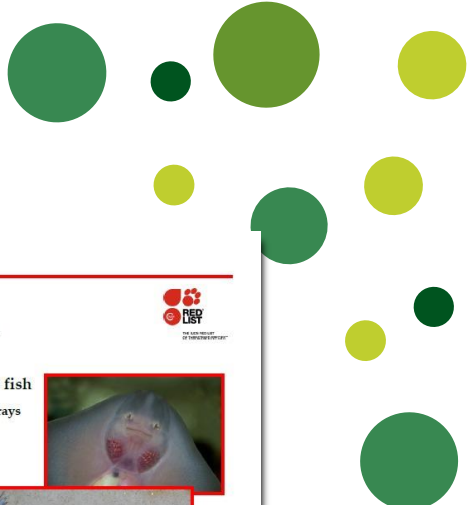 RED
LIST
THE IUCN RED LIST
OF THREATENED SPECIES™
fish
rays